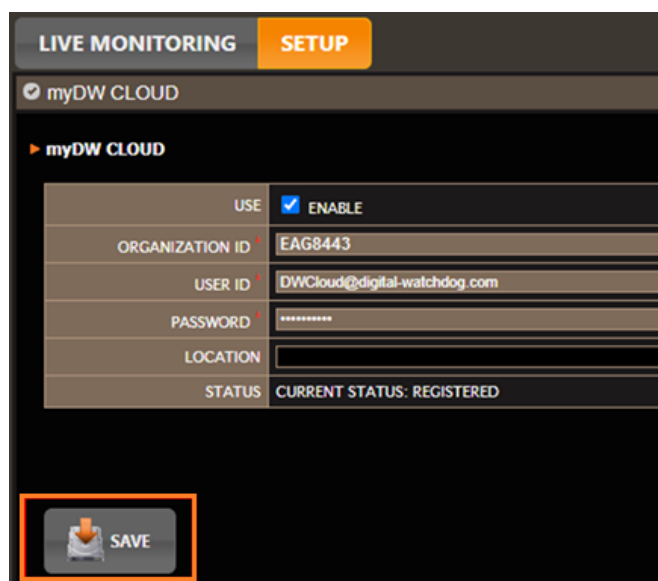 LIVE MONITORING SETUP
myDW CLOUD
myDW CLOUD
USE ENABLE
ORGANIZATION ID * EAG8443
USER ID * DWCloud@digital-watchdog.com
PASSWORD * ••••••••••
LOCATION
STATUS CURRENT STATUS: REGISTERED
SAVE